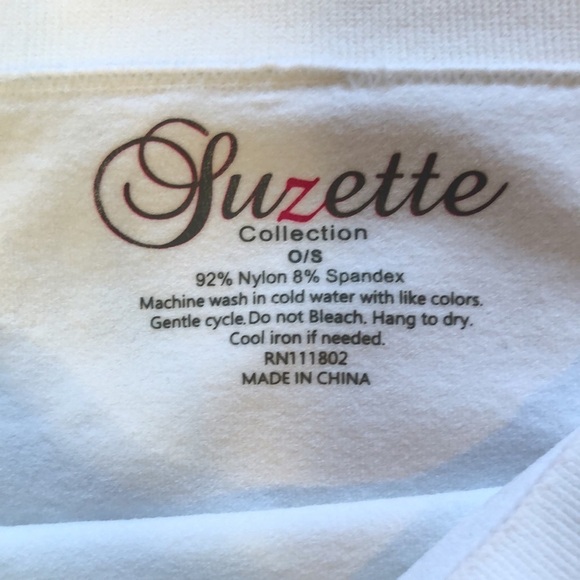 Suzette
Collection
O/S
92% Nylon 8% Spandex
Machine wash in cold water with like colors.
Gentle cycle.Do not Bleach. Hang to dry.
Cool iron if needed.
RN111802
MADE IN CHINA